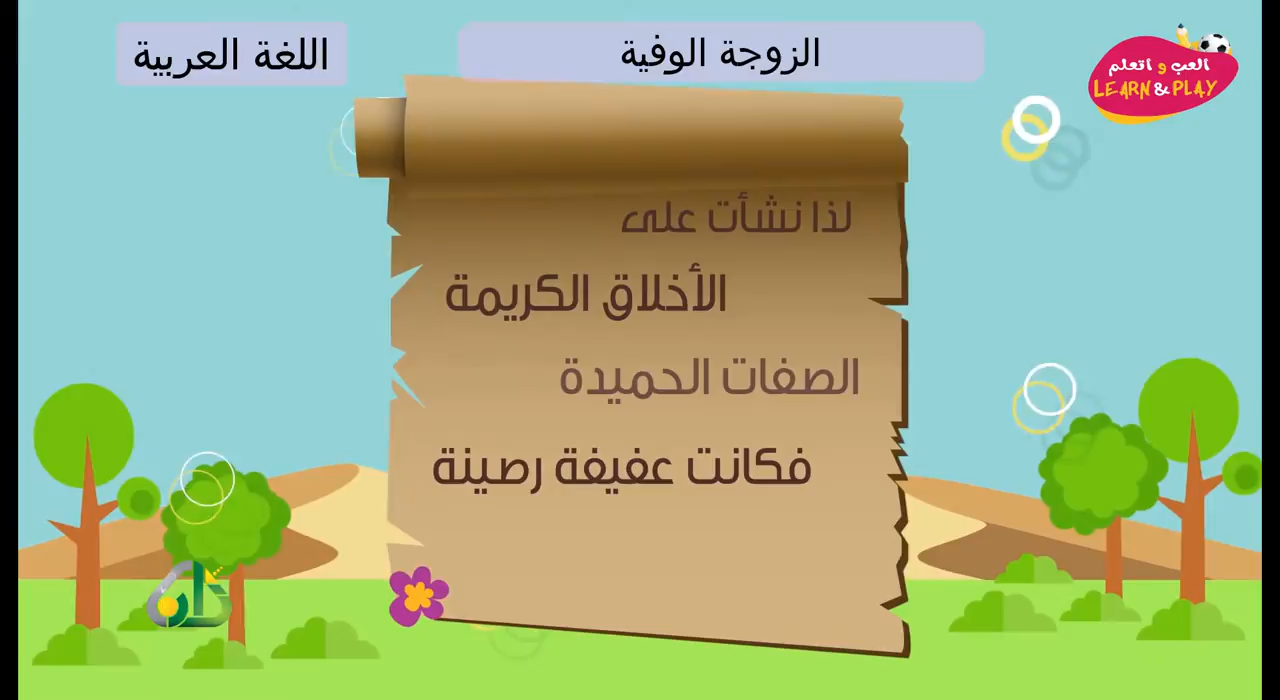 اللغة العربية
الزوجة الوفية
العب و اتعلم
LEARN & PLAY
لذا نشأت على
الأخلاق الكريمة
الصفات الحميدة
فكانت عفيفة رصينة